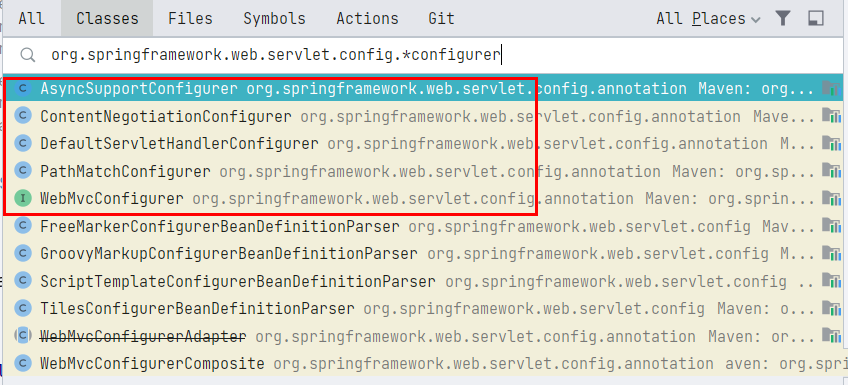 All Classes Files Symbols Actions Git All Places
org.springframework.web.servlet.config.*configurer
AsyncSupportConfigurer org.springframework.web.servlet.config.annotation Maven: org...
ContentNegotiationConfigurer org.springframework.web.servlet.config.annotation Mave...
DefaultServletHandlerConfigurer org.springframework.web.servlet.config.annotation M...
PathMatchConfigurer org.springframework.web.servlet.config.annotation Maven: org.sp...
I WebMvcConfigurer org.springframework.web.servlet.config.annotation Maven: org.sprin...
C FreeMarkerConfigurerBeanDefinitionParser org.springframework.web.servlet.config Mav...
C GroovyMarkupConfigurerBeanDefinitionParser org.springframework.web.servlet.config M...
C ScriptTemplateConfigurerBeanDefinitionParser org.springframework.web.servlet.config ..
C TilesConfigurerBeanDefinitionParser org.springframework.web.servlet.config Maven: o...
C WebMvcConfigurerAdapter org.springframework.web.servlet.config.annotation Maven: or...
C WebMvcConfigurerComposite org.springframework.web.servlet.config.annotation aven: org.spri